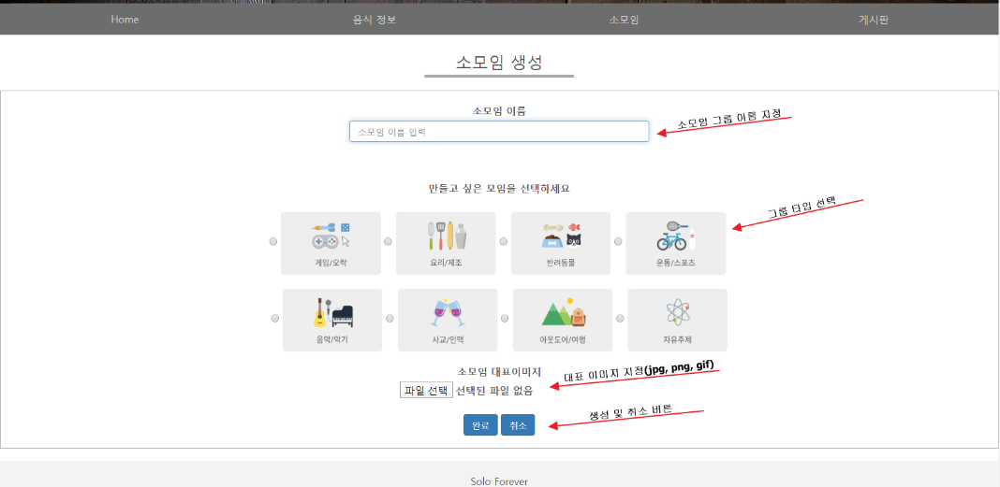 Home 음식 정보 소모임 게시판
소모임 생성
소모임 이름
소모임 이름 입력
소모임 그룹 이름 지정
만들고 싶은 모임을 선택하세요
그룹 타입 선택
게임/오락 요리/제조 반려동물 운동/스포츠
음악/악기 사교/인맥 아웃도어/여행 자유주제
소모임 대표이미지
대표 이미지 지정(jpg, png, gif)
파일 선택 선택된 파일 없음
생성 및 취소 버튼
완료 취소
Solo Forever